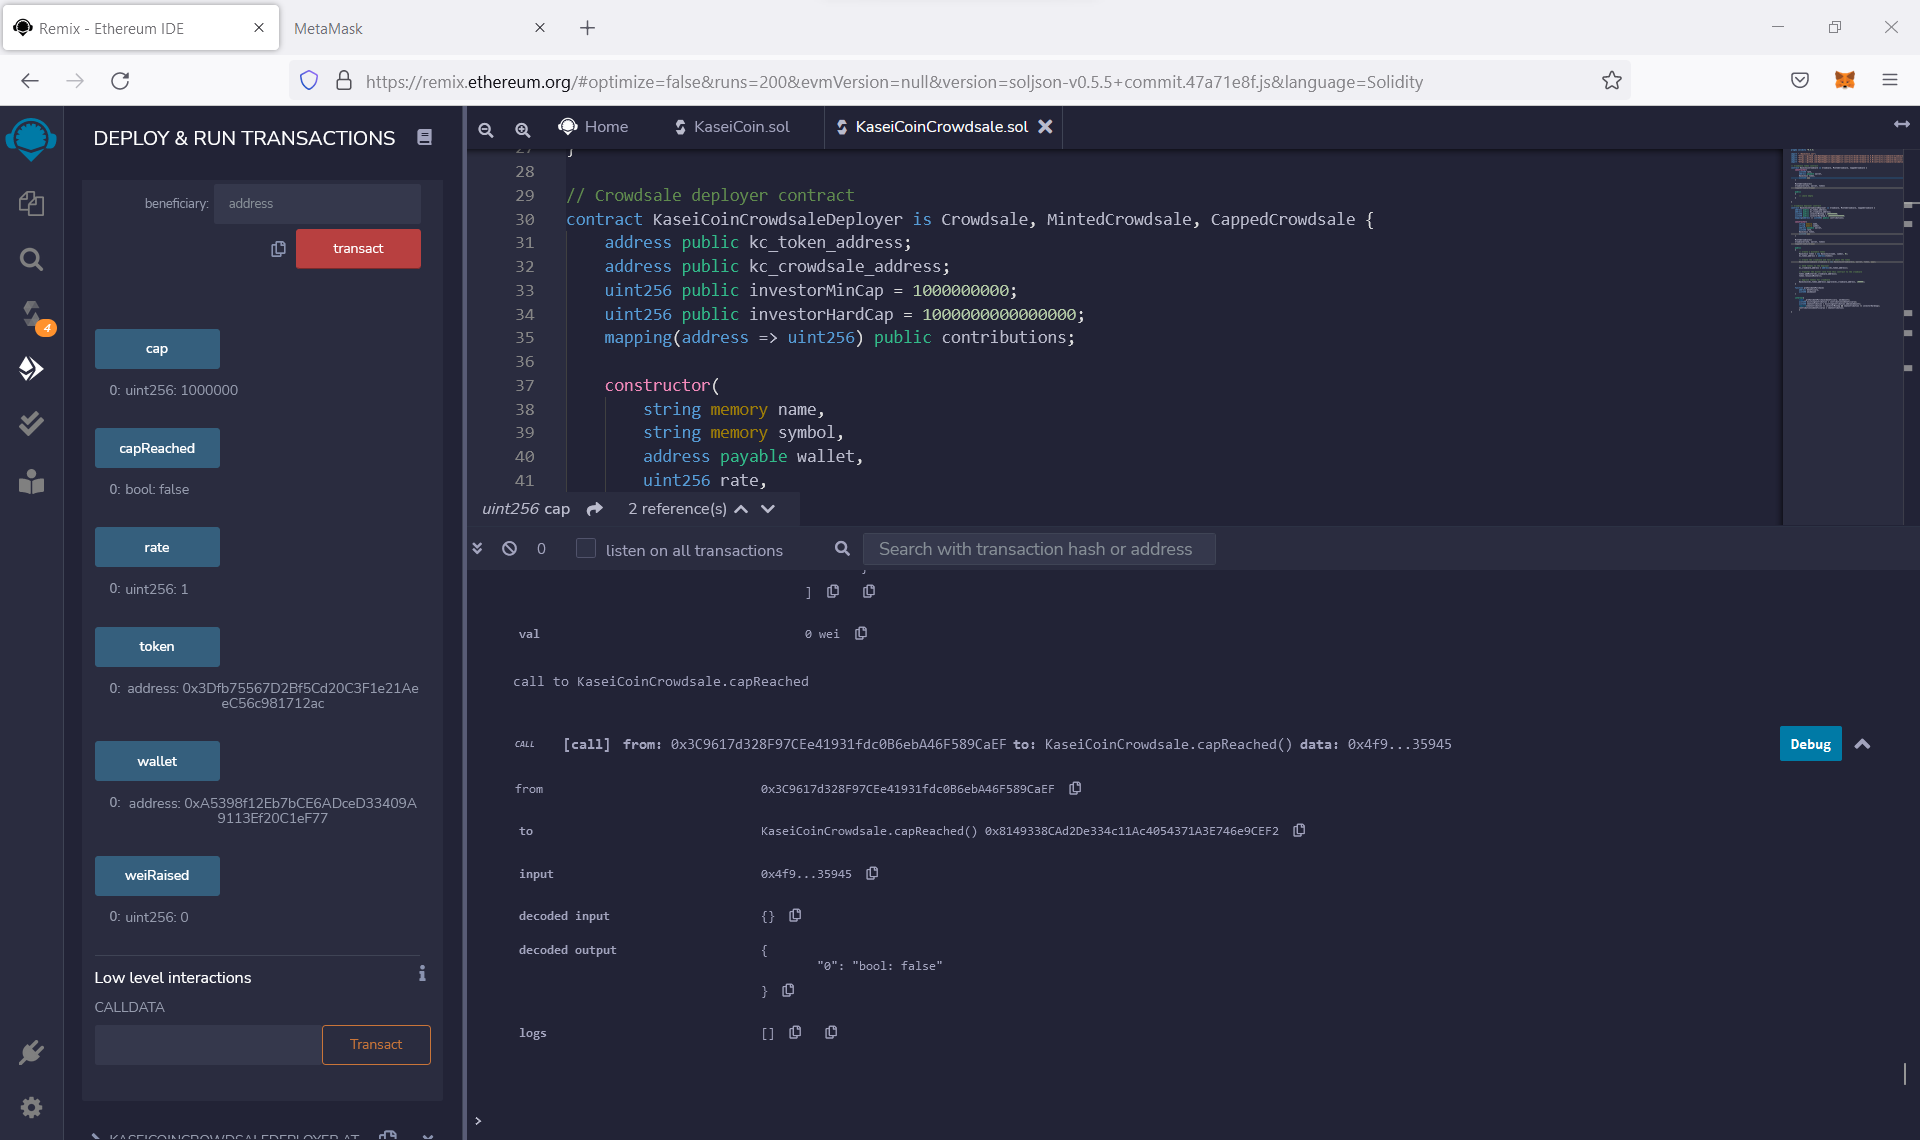 Remix - Ethereum IDE
MetaMask
https://remix.ethereum.org/#optimize=false&runs=200&evmVersion=null&version=soljson-v0.5.5+commit.47a71e8f.js&language=Solidity
DEPLOY & RUN TRANSACTIONS
beneficiary: address
transact
4
cap
0: uint256: 1000000
capReached
0: bool: false
rate
0: uint256: 1
token
0: address: 0x3Dfb75567D2Bf5Cd20C3F1e21Ae
eC56c981712ac
wallet
0: address: 0xA5398f12Eb7bCE6ADceD33409A
9113Ef20C1eF77
weiRaised
0: uint256: 0
Low level interactions
CALLDATA
Transact
KASEICOINCROWDSALEDEPLOYER AT
Home
KaseiCoin.sol
KaseiCoinCrowdsale.sol
27 }
28
29 // Crowdsale deployer contract
30 contract KaseiCoinCrowdsaleDeployer is Crowdsale, MintedCrowdsale, CappedCrowdsale {
31 address public kc_token_address;
32 address public kc_crowdsale_address;
33 uint256 public investorMinCap = 1000000000;
34 uint256 public investorHardCap = 1000000000000000;
35 mapping(address => uint256) public contributions;
36
37 constructor(
38 string memory name,
39 string memory symbol,
40 address payable wallet,
41 uint256 rate,
uint256 cap 2 reference(s)
0 listen on all transactions Search with transaction hash or address
}
]
val 0 wei
call to KaseiCoinCrowdsale.capReached
CALL [call] from: 0x3C9617d328F97CEe41931fdc0B6ebA46F589CaEF to: KaseiCoinCrowdsale.capReached() data: 0x4f9...35945
Debug
from 0x3C9617d328F97CEe41931fdc0B6ebA46F589CaEF
to KaseiCoinCrowdsale.capReached() 0x8149338CAd2De334c11Ac4054371A3E746e9CEF2
input 0x4f9...35945
decoded input {}
decoded output {
"0": "bool: false"
}
logs []
>